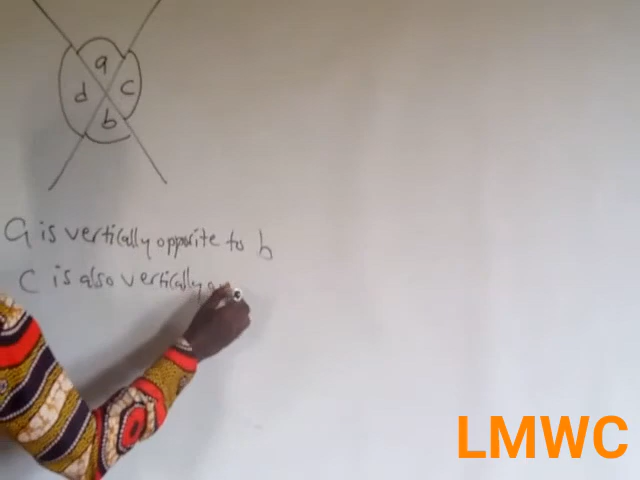 a
d
c
b
a is vertically opposite to b
c is also vertically
LMWC